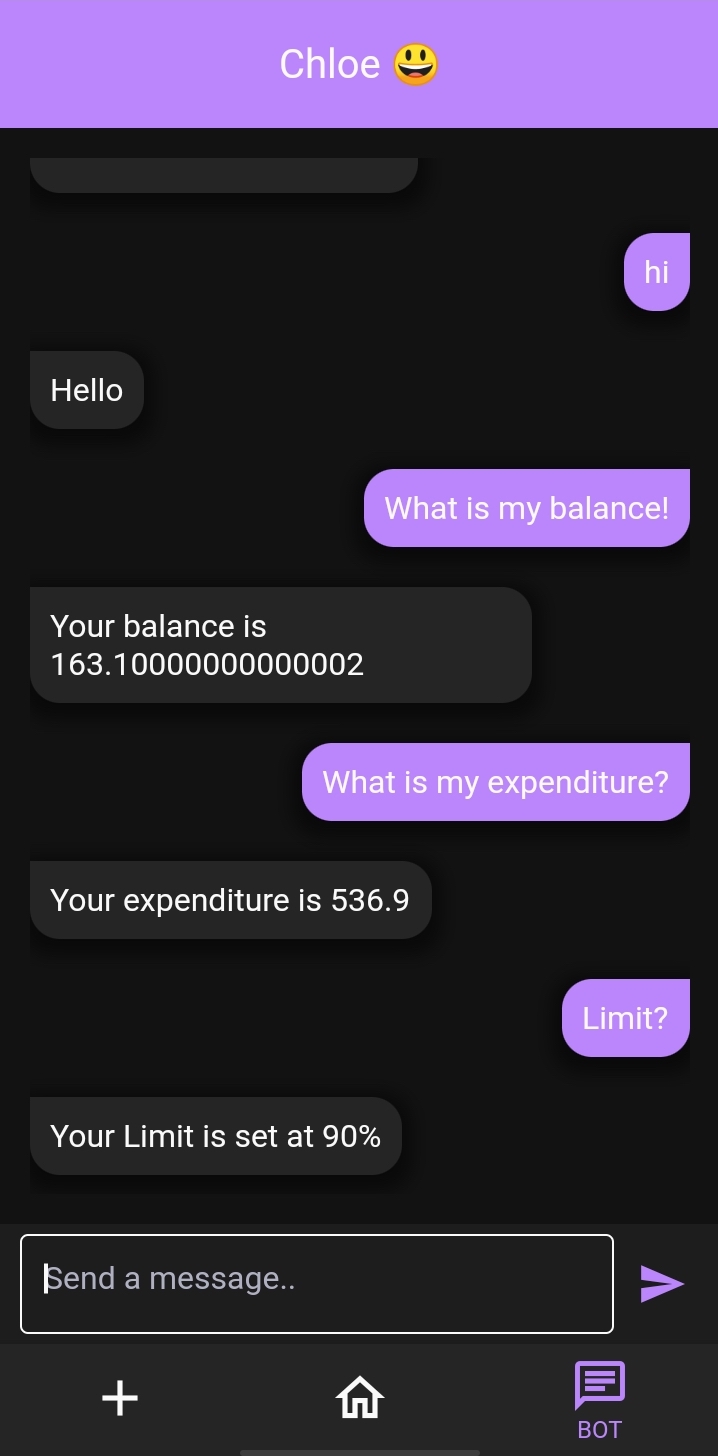 Chloe 😃
hi
Hello
What is my balance!
Your balance is
163.10000000000002
What is my expenditure?
Your expenditure is 536.9
Limit?
Your Limit is set at 90%
Send a message..
BOT